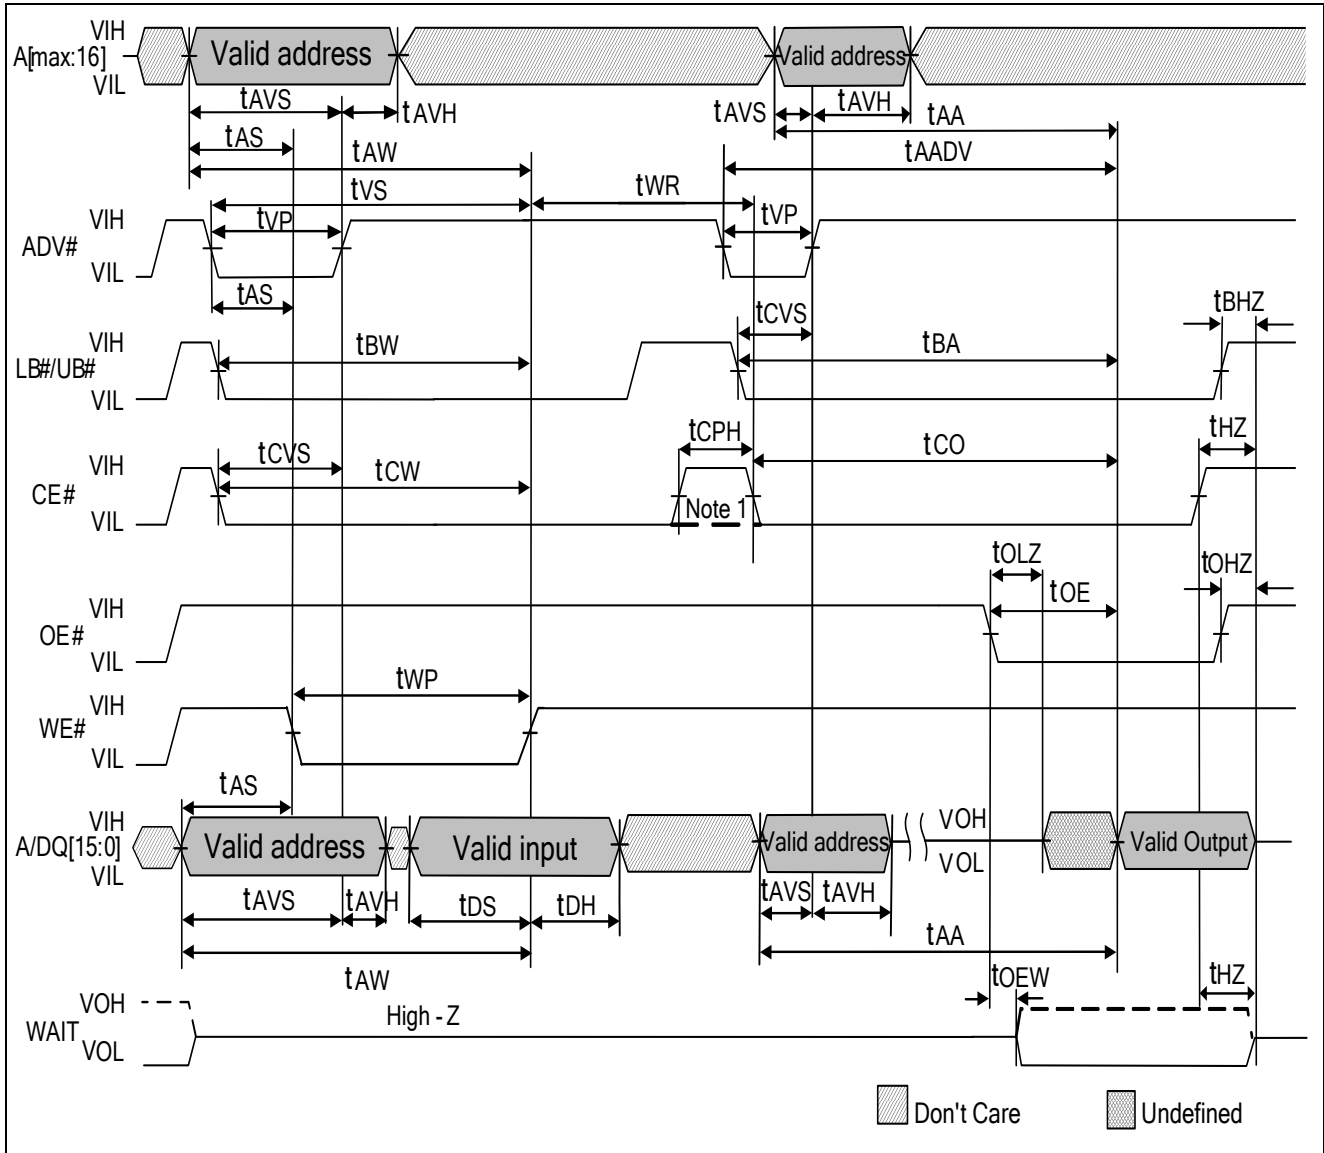 VIH
A[max:16]
VIL
Valid address
Valid address
tAVS
tAVH
tAVS
tAVH
tAA
tAS
tAW
tAADV
tVS
tWR
VIH
ADV#
VIL
tVP
tVP
tAS
tCVS
tBHZ
VIH
LB#/UB#
VIL
tBW
tBA
tCPH
tHZ
VIH
CE#
VIL
tCVS
tCW
tCO
Note 1
tOLZ
tOHZ
VIH
OE#
VIL
tOE
VIH
WE#
VIL
tWP
tAS
VIH
A/DQ[15:0]
VIL
Valid address
Valid input
Valid address
VOH
VOL
Valid Output
tAVS
tAVH
tDS
tDH
tAVS
tAVH
tAW
tAA
tOEW
tHZ
VOH
WAIT
VOL
High - Z
Don't Care
Undefined